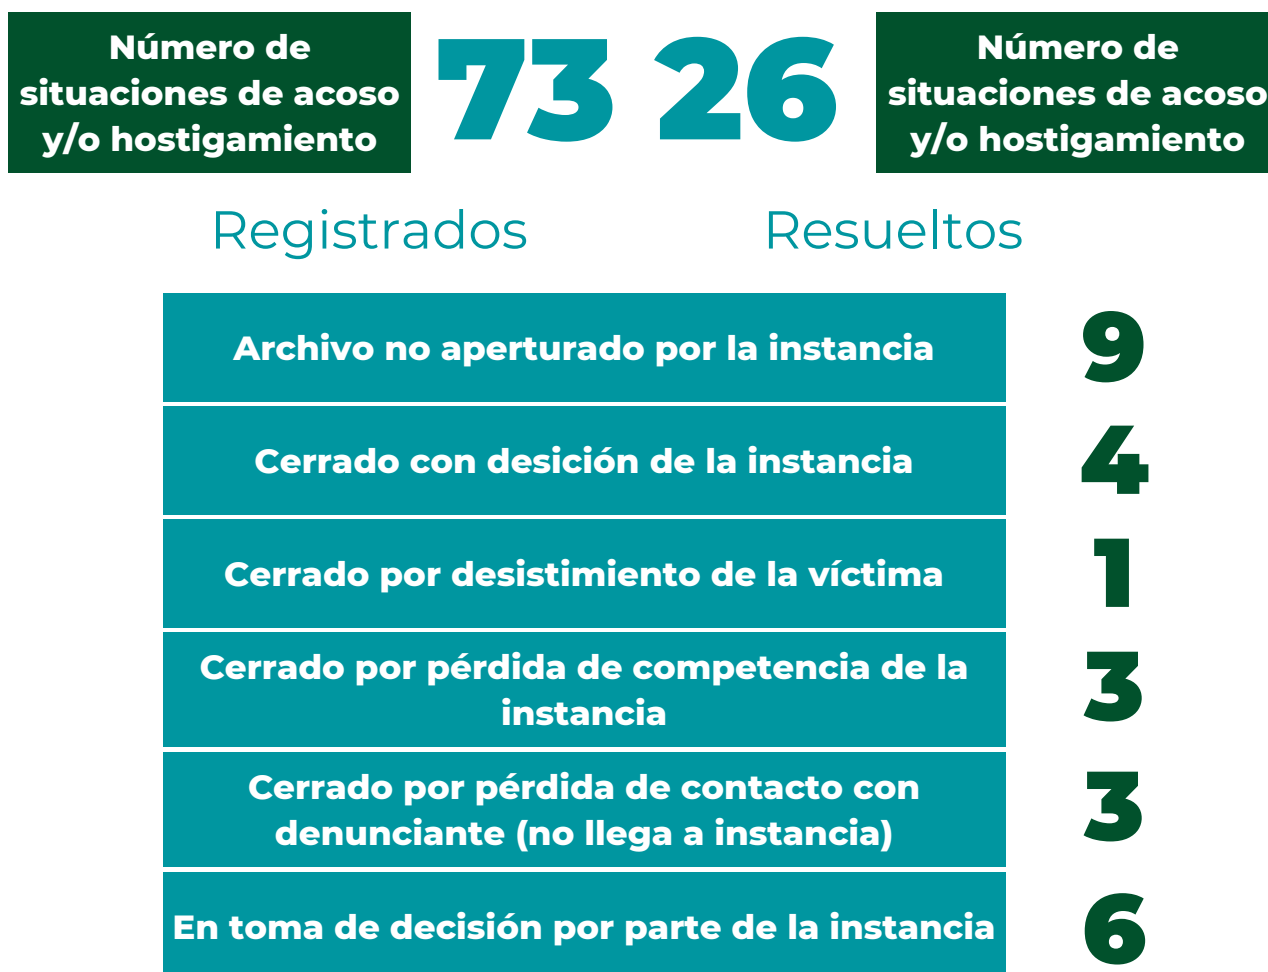 Número de
situaciones de acoso
y/o hostigamiento
73 26
Número de
situaciones de acoso
y/o hostigamiento
Registrados
Resueltos
Archivo no aperturado por la instancia
9
Cerrado con desición de la instancia
4
Cerrado por desistimiento de la víctima
1
Cerrado por pérdida de competencia de la
instancia
3
Cerrado por pérdida de contacto con
denunciante (no llega a instancia)
3
En toma de decisión por parte de la instancia
6